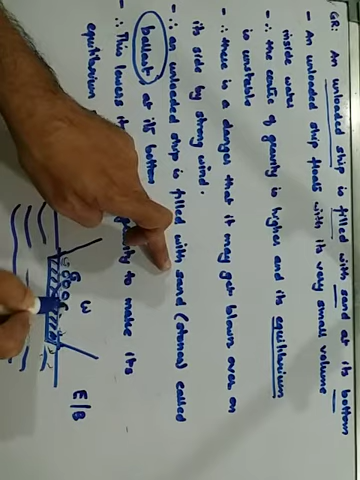 GR: An unloaded ship is filled with sand at its bottom
- An unloaded ship floats with its very small volume
inside water
- ∴ the centre of gravity is higher and its equilibrium
is unstable
- ∴ there is a danger that it may get blown over on
its side by strong wind.
- ∴ an unloaded ship is filled with sand (stones) called
ballast at its bottom
- ∴ This lowers its gravity to make its
equilibrium
W
E/B